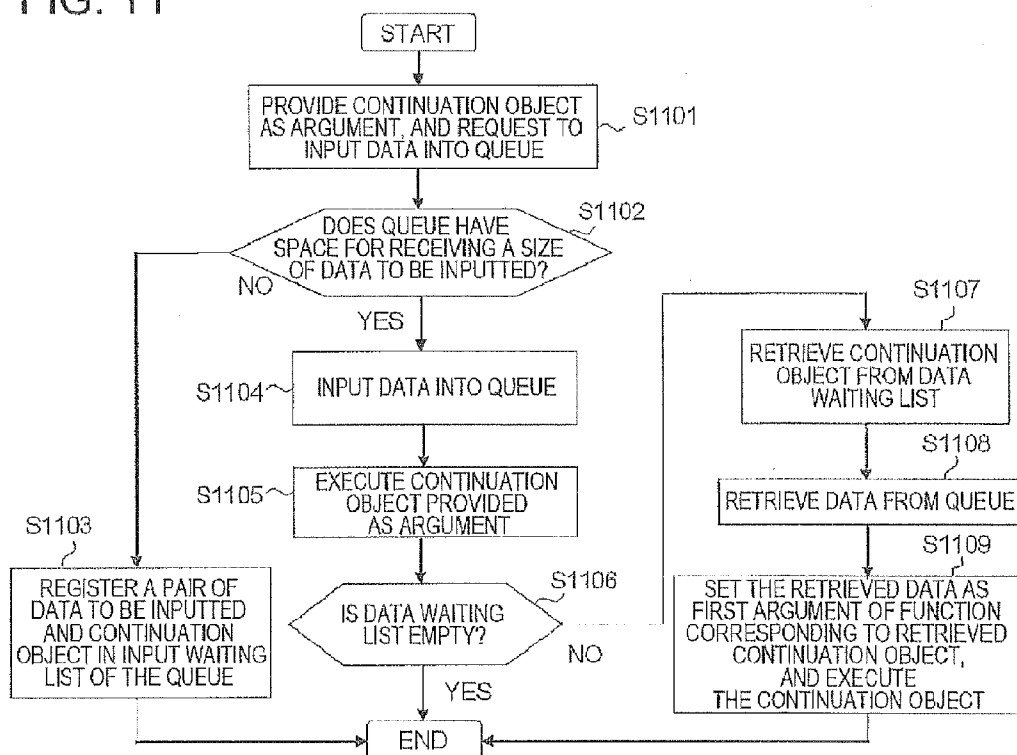 FIG. 11
START
PROVIDE CONTINUATION OBJECT
AS ARGUMENT, AND REQUEST TO
INPUT DATA INTO QUEUE
S1101
DOES QUEUE HAVE
SPACE FOR RECEIVING A SIZE
OF DATA TO BE INPUTTED?
S1102
NO
YES
S1104
INPUT DATA INTO QUEUE
S1105
EXECUTE CONTINUATION
OBJECT PROVIDED
AS ARGUMENT
S1103
REGISTER A PAIR OF
DATA TO BE INPUTTED
AND CONTINUATION
OBJECT IN INPUT WAITING
LIST OF THE QUEUE
S1106
IS DATA WAITING
LIST EMPTY?
NO
YES
S1107
RETRIEVE CONTINUATION
OBJECT FROM DATA
WAITING LIST
S1108
RETRIEVE DATA FROM QUEUE
S1109
SET THE RETRIEVED DATA AS
FIRST ARGUMENT OF FUNCTION
CORRESPONDING TO RETRIEVED
CONTINUATION OBJECT,
AND EXECUTE
THE CONTINUATION OBJECT
END